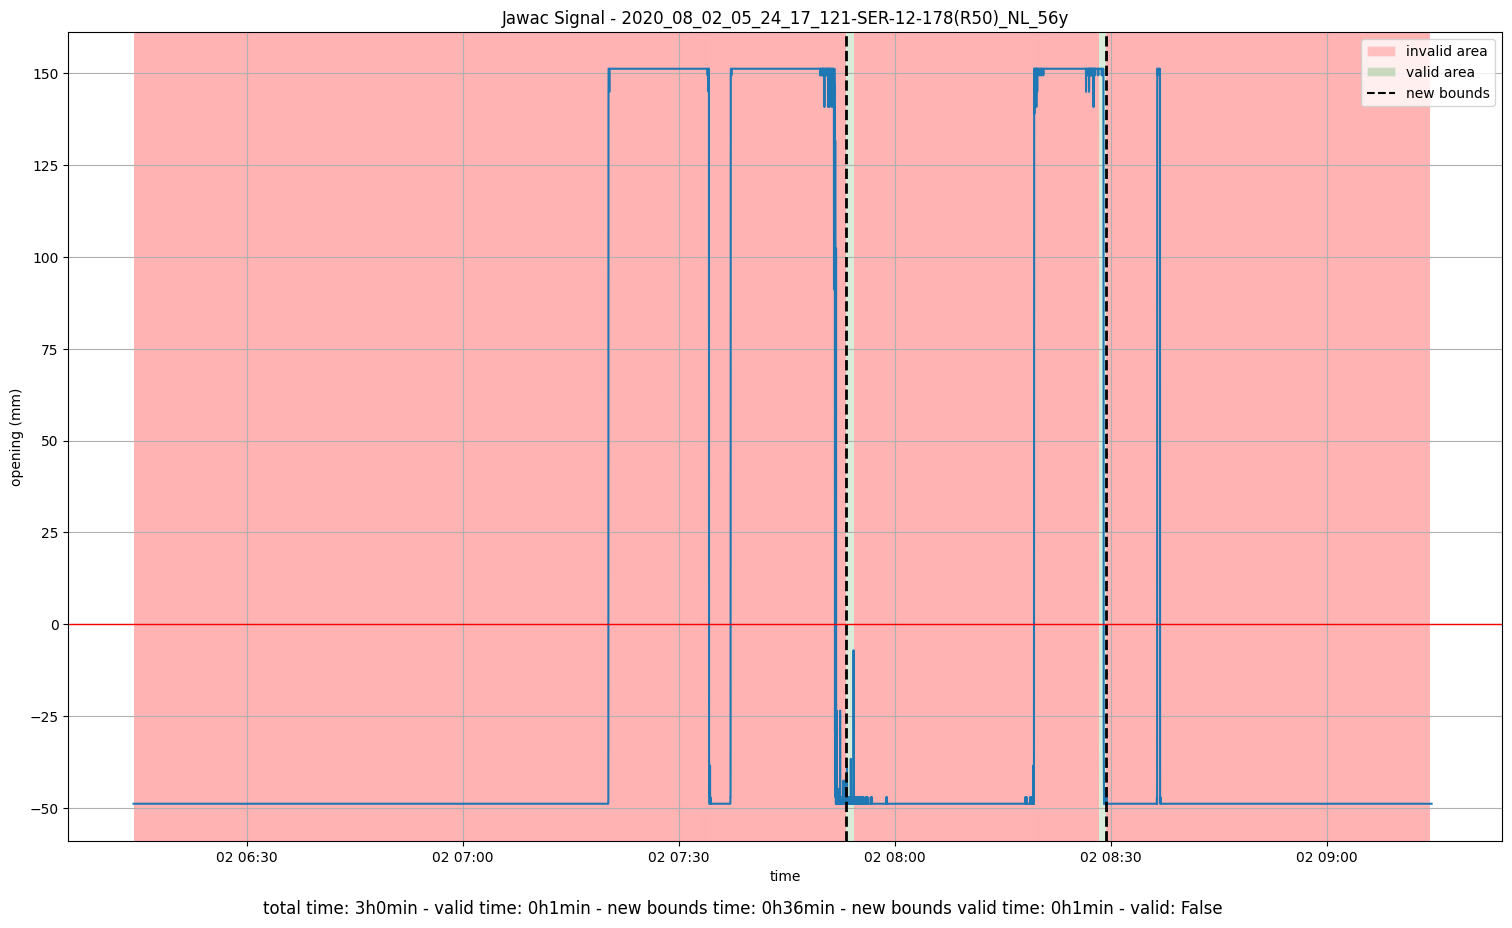 Jawac Signal - 2020_08_02_05_24_17_121-SER-12-178(R50)_NL_56y
invalid area
valid area
new bounds
150
125
100
75
50
25
0
−25
−50
opening (mm)
02 06:30
02 07:00
02 07:30
02 08:00
02 08:30
02 09:00
time
total time: 3h0min - valid time: 0h1min - new bounds time: 0h36min - new bounds valid time: 0h1min - valid: False